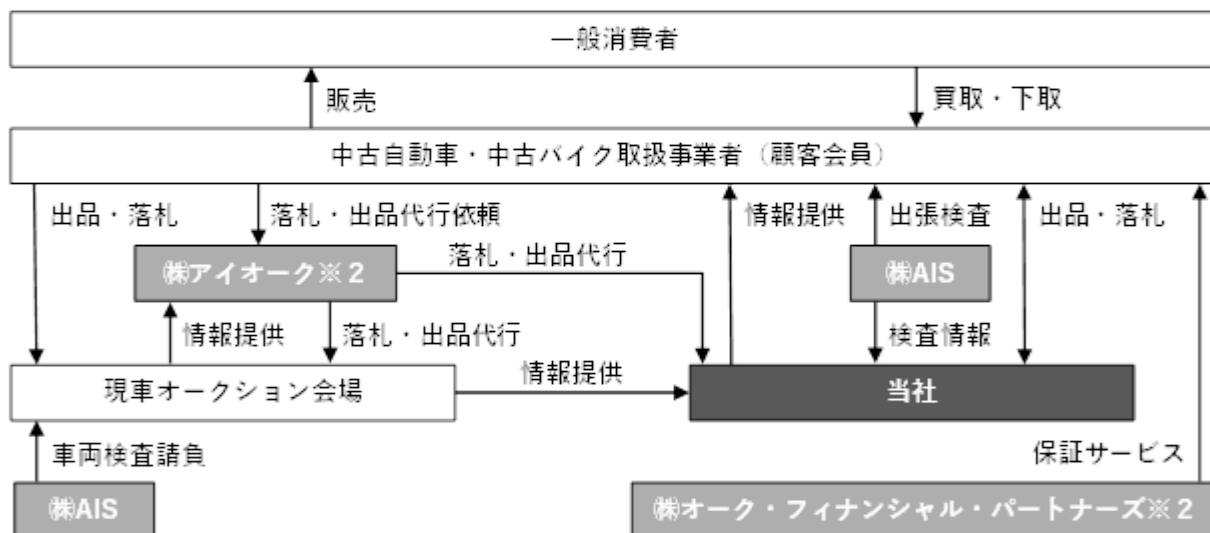 一般消費者
販売
買取・下取
中古自動車・中古バイク取扱事業者（顧客会員）
出品・落札
落札・出品代行依頼
情報提供
出張検査
出品・落札
㈱アイオーク※２
落札・出品代行
㈱AIS
情報提供
落札・出品代行
検査情報
現車オークション会場
情報提供
当社
車両検査請負
保証サービス
㈱AIS
㈱オーク・フィナンシャル・パートナーズ※２